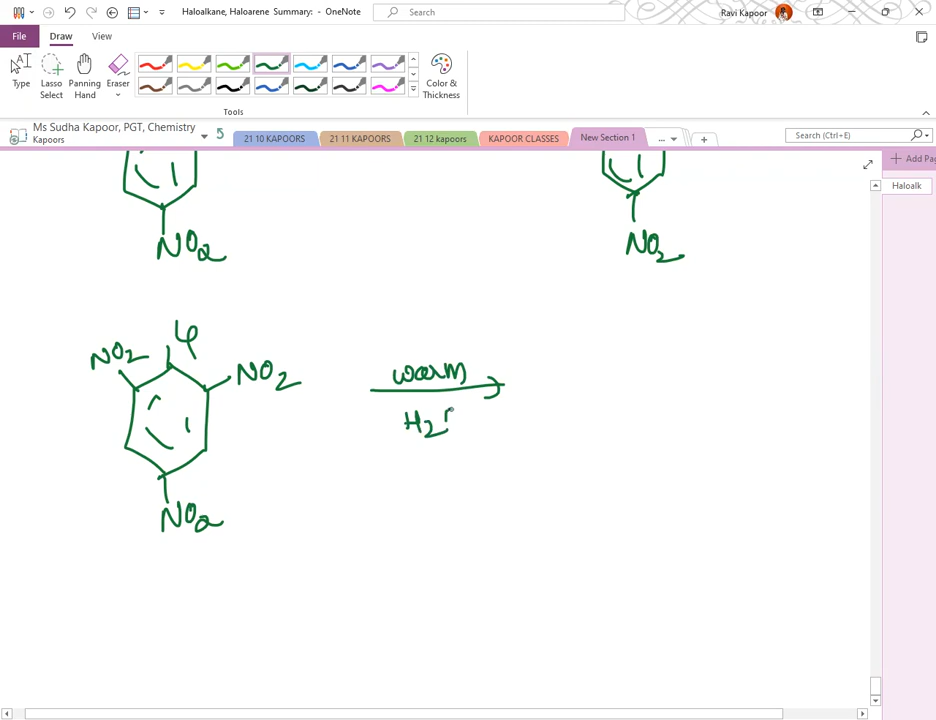 Haloalkane, Haloarene Summary: - OneNote
Search
Ravi Kapoor
File
Draw
View
Type
Lasso Select
Panning Hand
Eraser
Color & Thickness
Tools
Ms Sudha Kapoor, PGT, Chemistry
Kapoors
21 10 KAPOORS
21 11 KAPOORS
21 12 kapoors
KAPOOR CLASSES
New Section 1
...
Search (Ctrl+E)
Add Pag
Haloalk
NO2
NO2
NO2
NO2
warm
H2
NO2